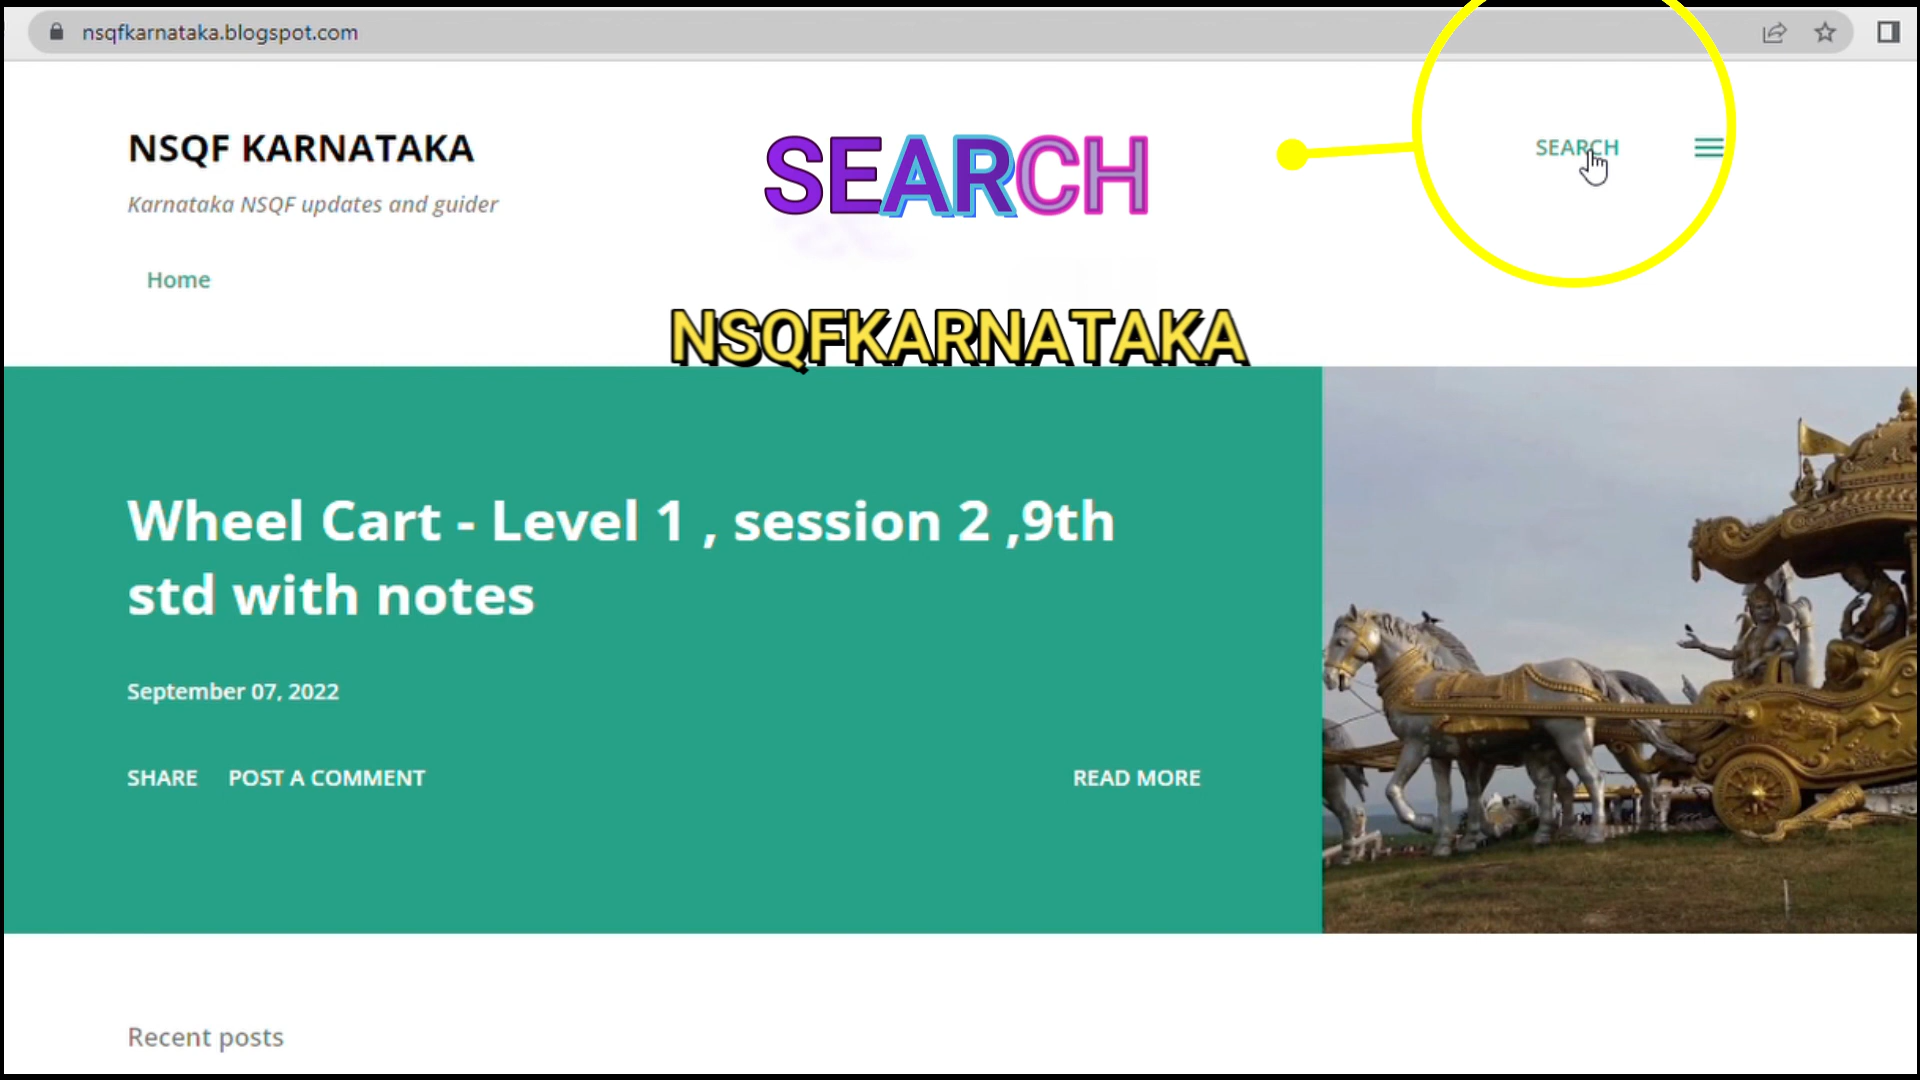 nsqfkarnataka.blogspot.com
NSQF KARNATAKA
SEARCH
SEARCH
Karnataka NSQF updates and guider
Home
NSQFKARNATAKA
Wheel Cart - Level 1 , session 2 ,9th
std with notes
September 07, 2022
SHARE POST A COMMENT READ MORE
Recent posts